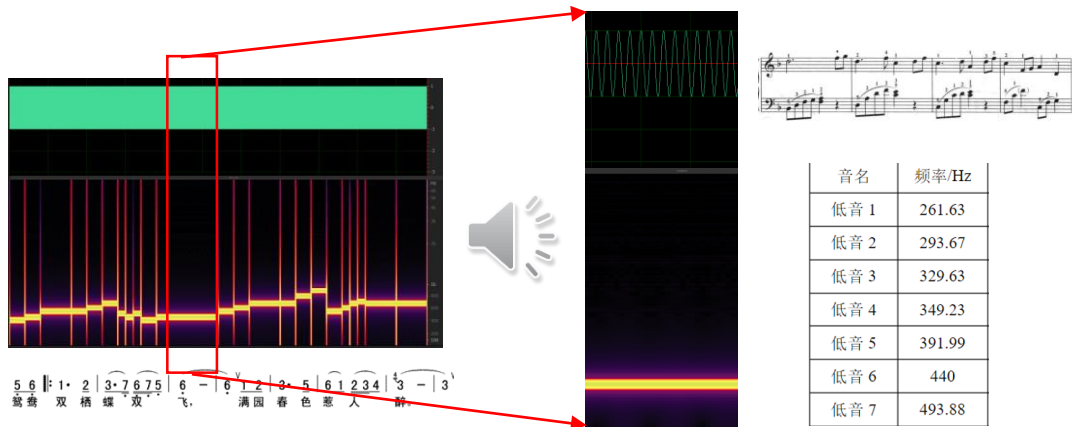 5 6 ‖: 1· 2 | 3· 7 6 7 5 | 6 － | 6 1 2 | 3· 5 | 6 1 2 3 4 | 3 － | 3
鸳 鸯 双 栖 蝶 双 飞, 满 园 春 色 惹 人 醉。
音名 频率/Hz
低音 1 261.63
低音 2 293.67
低音 3 329.63
低音 4 349.23
低音 5 391.99
低音 6 440
低音 7 493.88